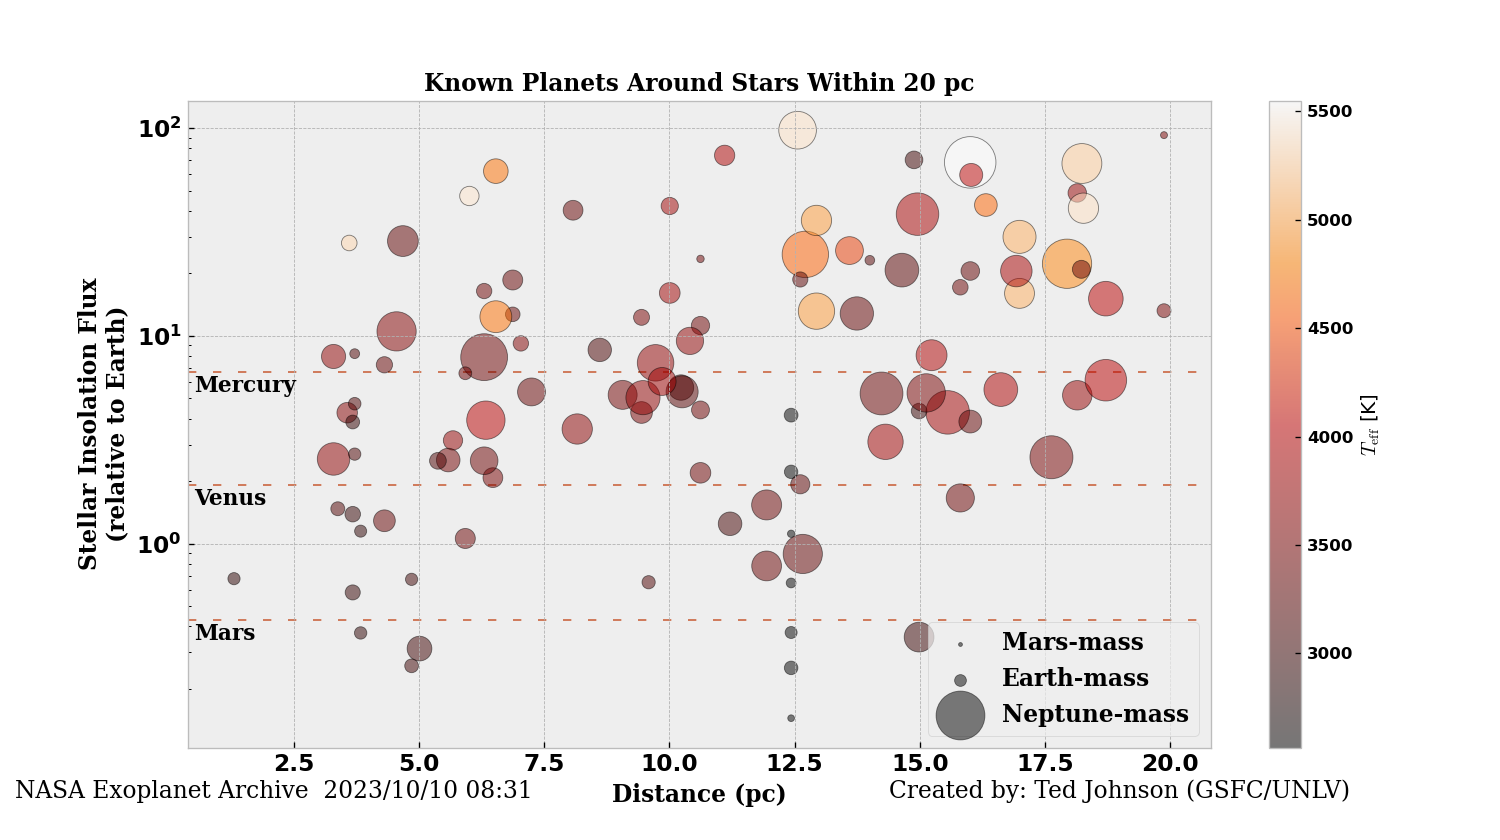 Known Planets Around Stars Within 20 pc
10²
10¹
10⁰
Stellar Insolation Flux
(relative to Earth)
Mercury
Venus
Mars
Mars-mass
Earth-mass
Neptune-mass
2.5 5.0 7.5 10.0 12.5 15.0 17.5 20.0
Distance (pc)
5500
5000
4500
4000
3500
3000
T_eff [K]
NASA Exoplanet Archive 2023/10/10 08:31
Created by: Ted Johnson (GSFC/UNLV)